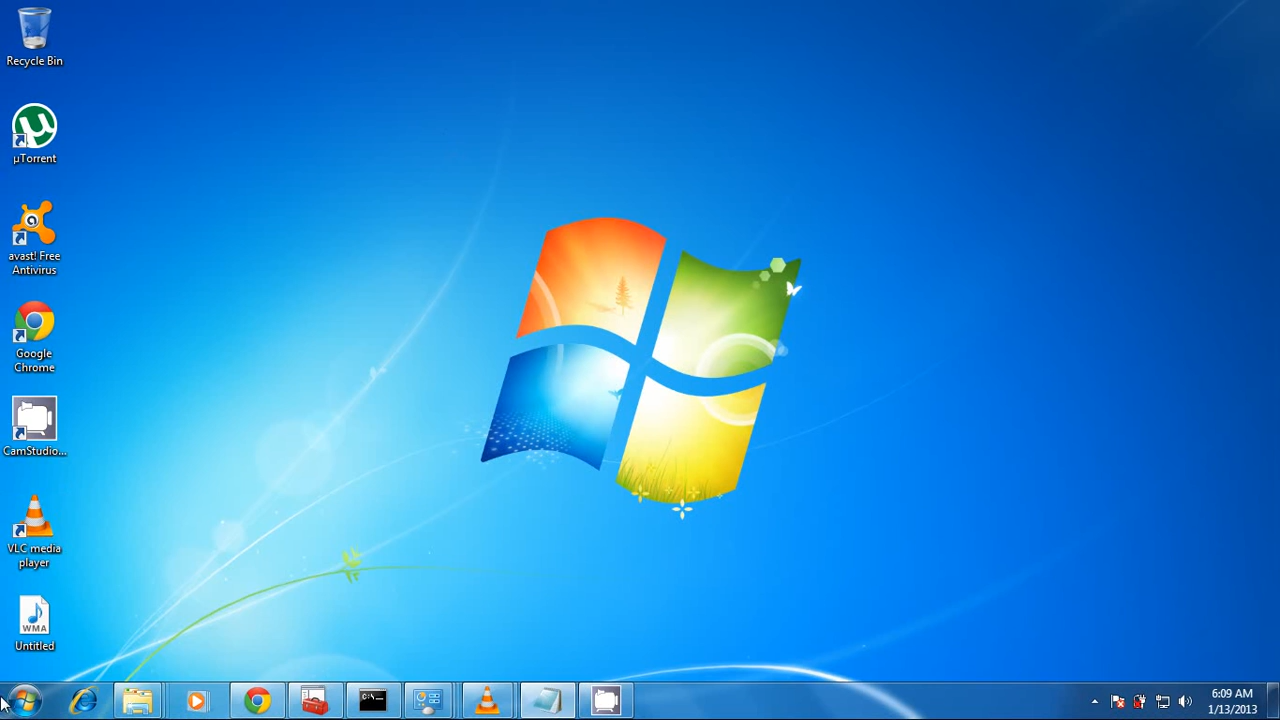 Recycle Bin
µTorrent
avast! Free
Antivirus
Google
Chrome
CamStudio...
VLC media
player
WMA
Untitled
C:\_
6:09 AM
1/13/2013